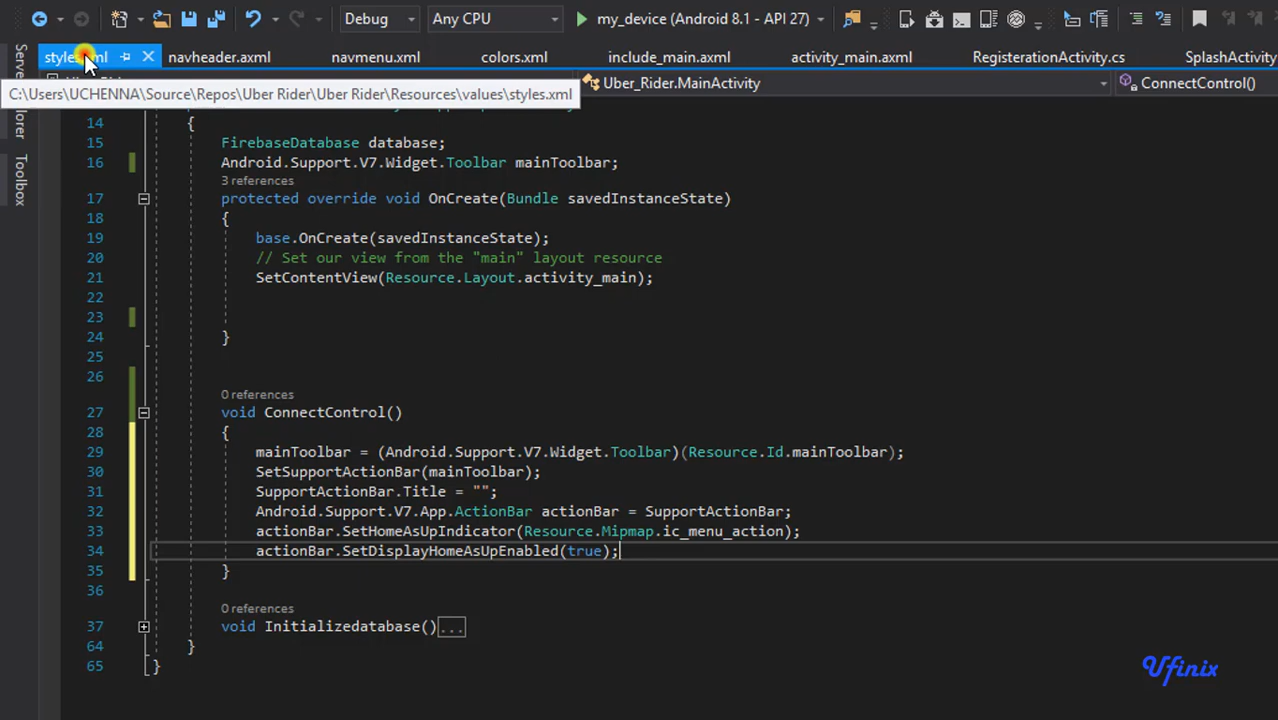 Debug Any CPU my_device (Android 8.1 - API 27)
styles.xml navheader.axml navmenu.xml colors.xml include_main.axml activity_main.axml RegisterationActivity.cs SplashActivity
Uber_Rider.MainActivity ConnectControl()
C:\Users\UCHENNA\Source\Repos\Uber Rider\Uber Rider\Resources\values\styles.xml
Toolbox
14 {
15 FirebaseDatabase database;
16 Android.Support.V7.Widget.Toolbar mainToolbar;
3 references
17 protected override void OnCreate(Bundle savedInstanceState)
18 {
19 base.OnCreate(savedInstanceState);
20 // Set our view from the "main" layout resource
21 SetContentView(Resource.Layout.activity_main);
22
23
24 }
25
26
0 references
27 void ConnectControl()
28 {
29 mainToolbar = (Android.Support.V7.Widget.Toolbar)(Resource.Id.mainToolbar);
30 SetSupportActionBar(mainToolbar);
31 SupportActionBar.Title = "";
32 Android.Support.V7.App.ActionBar actionBar = SupportActionBar;
33 actionBar.SetHomeAsUpIndicator(Resource.Mipmap.ic_menu_action);
34 actionBar.SetDisplayHomeAsUpEnabled(true);
35 }
36
0 references
37 void Initializedatabase()...
64 }
65 }
Ufinix